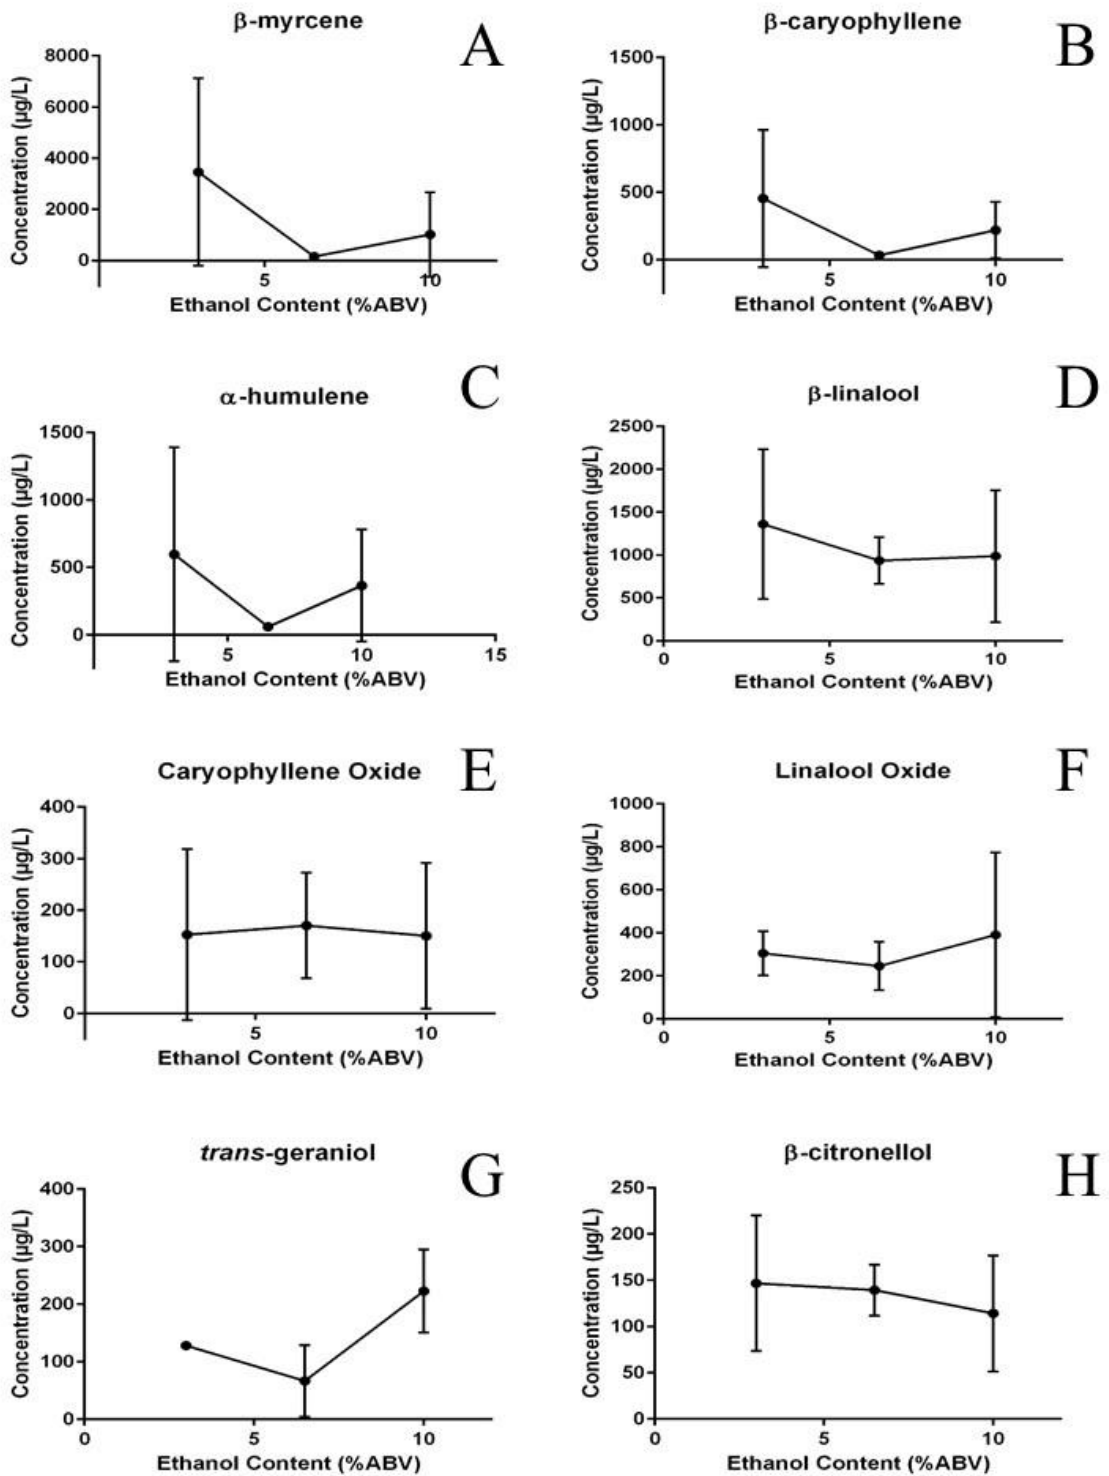 β-myrcene
A
8000
6000
4000
2000
0
5
10
Concentration (µg/L)
Ethanol Content (%ABV)
β-caryophyllene
B
1500
1000
500
0
5
10
Concentration (µg/L)
Ethanol Content (%ABV)
α-humulene
C
1500
1000
500
0
5
10
15
Concentration (µg/L)
Ethanol Content (%ABV)
β-linalool
D
2500
2000
1500
1000
500
0
0
5
10
Concentration (µg/L)
Ethanol Content (%ABV)
Caryophyllene Oxide
E
400
300
200
100
0
5
10
Concentration (µg/L)
Ethanol Content (%ABV)
Linalool Oxide
F
1000
800
600
400
200
0
0
5
10
Concentration (µg/L)
Ethanol Content (%ABV)
trans-geraniol
G
400
300
200
100
0
0
5
10
Concentration (µg/L)
Ethanol Content (%ABV)
β-citronellol
H
250
200
150
100
50
0
0
5
10
Concentration (µg/L)
Ethanol Content (%ABV)